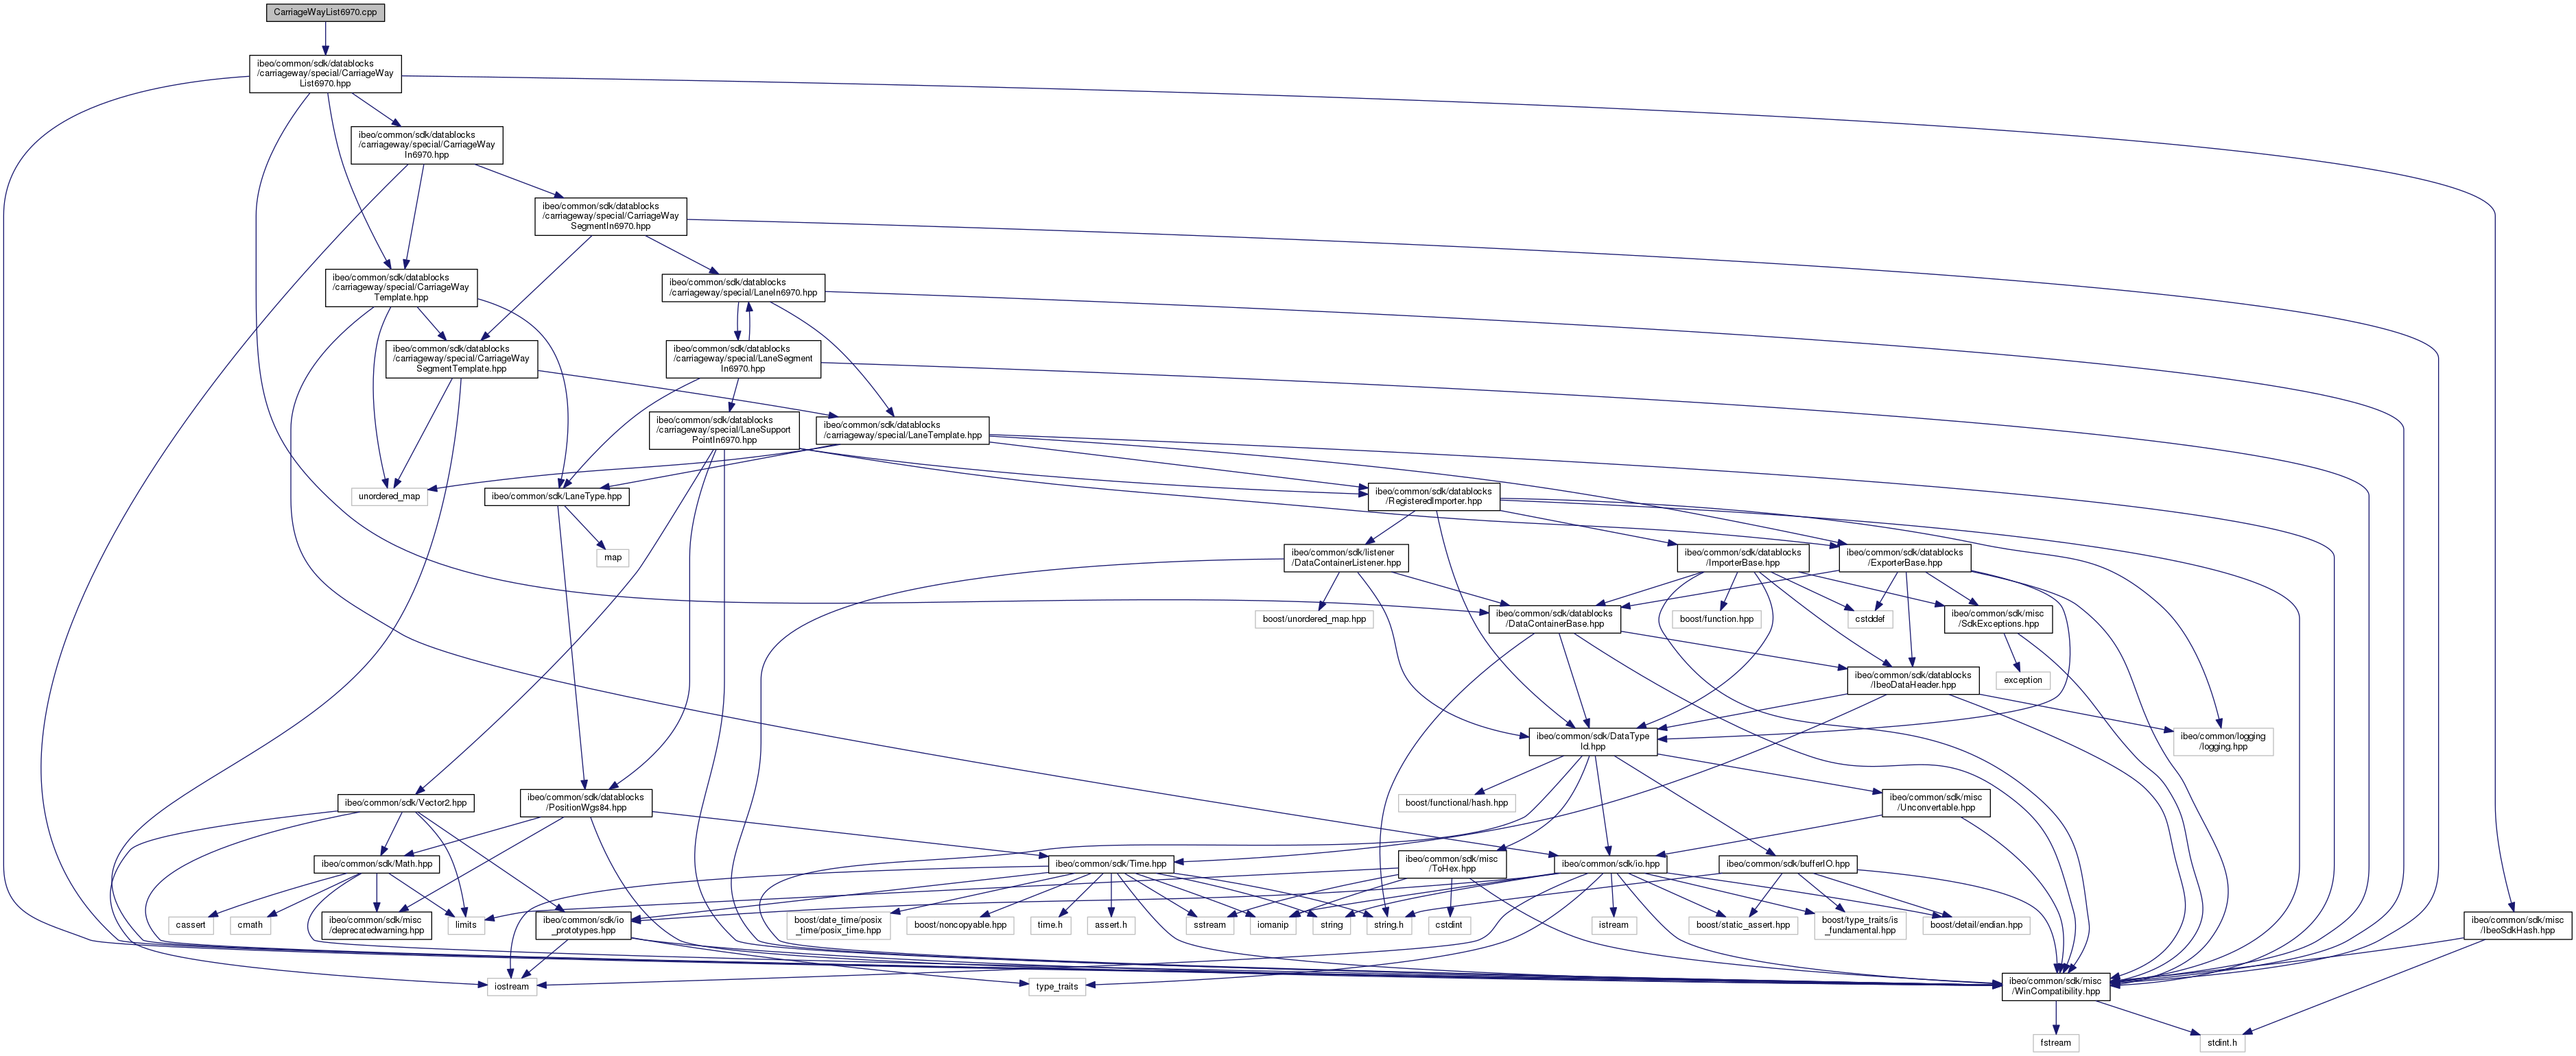 CarriageWayList6970.cpp
ibeo/common/sdk/datablocks
/carriageway/special/CarriageWay
List6970.hpp
ibeo/common/sdk/datablocks
/carriageway/special/CarriageWay
In6970.hpp
ibeo/common/sdk/datablocks
/carriageway/special/CarriageWay
SegmentIn6970.hpp
ibeo/common/sdk/datablocks
/carriageway/special/CarriageWay
Template.hpp
ibeo/common/sdk/datablocks
/carriageway/special/LaneIn6970.hpp
ibeo/common/sdk/datablocks
/carriageway/special/CarriageWay
SegmentTemplate.hpp
ibeo/common/sdk/datablocks
/carriageway/special/LaneSegment
In6970.hpp
ibeo/common/sdk/datablocks
/carriageway/special/LaneSupport
PointIn6970.hpp
ibeo/common/sdk/datablocks
/carriageway/special/LaneTemplate.hpp
unordered_map
ibeo/common/sdk/LaneType.hpp
ibeo/common/sdk/datablocks
/RegisteredImporter.hpp
map
ibeo/common/sdk/listener
/DataContainerListener.hpp
ibeo/common/sdk/datablocks
/ImporterBase.hpp
ibeo/common/sdk/datablocks
/ExporterBase.hpp
boost/unordered_map.hpp
ibeo/common/sdk/datablocks
/DataContainerBase.hpp
boost/function.hpp
cstddef
ibeo/common/sdk/misc
/SdkExceptions.hpp
ibeo/common/sdk/datablocks
/IbeoDataHeader.hpp
exception
ibeo/common/sdk/DataType
Id.hpp
ibeo/common/logging
/logging.hpp
ibeo/common/sdk/Vector2.hpp
ibeo/common/sdk/datablocks
/PositionWgs84.hpp
boost/functional/hash.hpp
ibeo/common/sdk/misc
/Unconvertable.hpp
ibeo/common/sdk/Math.hpp
ibeo/common/sdk/Time.hpp
ibeo/common/sdk/misc
/ToHex.hpp
ibeo/common/sdk/io.hpp
ibeo/common/sdk/bufferIO.hpp
cassert
cmath
ibeo/common/sdk/misc
/deprecatedwarning.hpp
limits
ibeo/common/sdk/io
_prototypes.hpp
boost/date_time/posix
_time/posix_time.hpp
boost/noncopyable.hpp
time.h
assert.h
sstream
iomanip
string
string.h
cstdint
istream
boost/static_assert.hpp
boost/type_traits/is
_fundamental.hpp
boost/detail/endian.hpp
ibeo/common/sdk/misc
/IbeoSdkHash.hpp
iostream
type_traits
ibeo/common/sdk/misc
/WinCompatibility.hpp
fstream
stdint.h